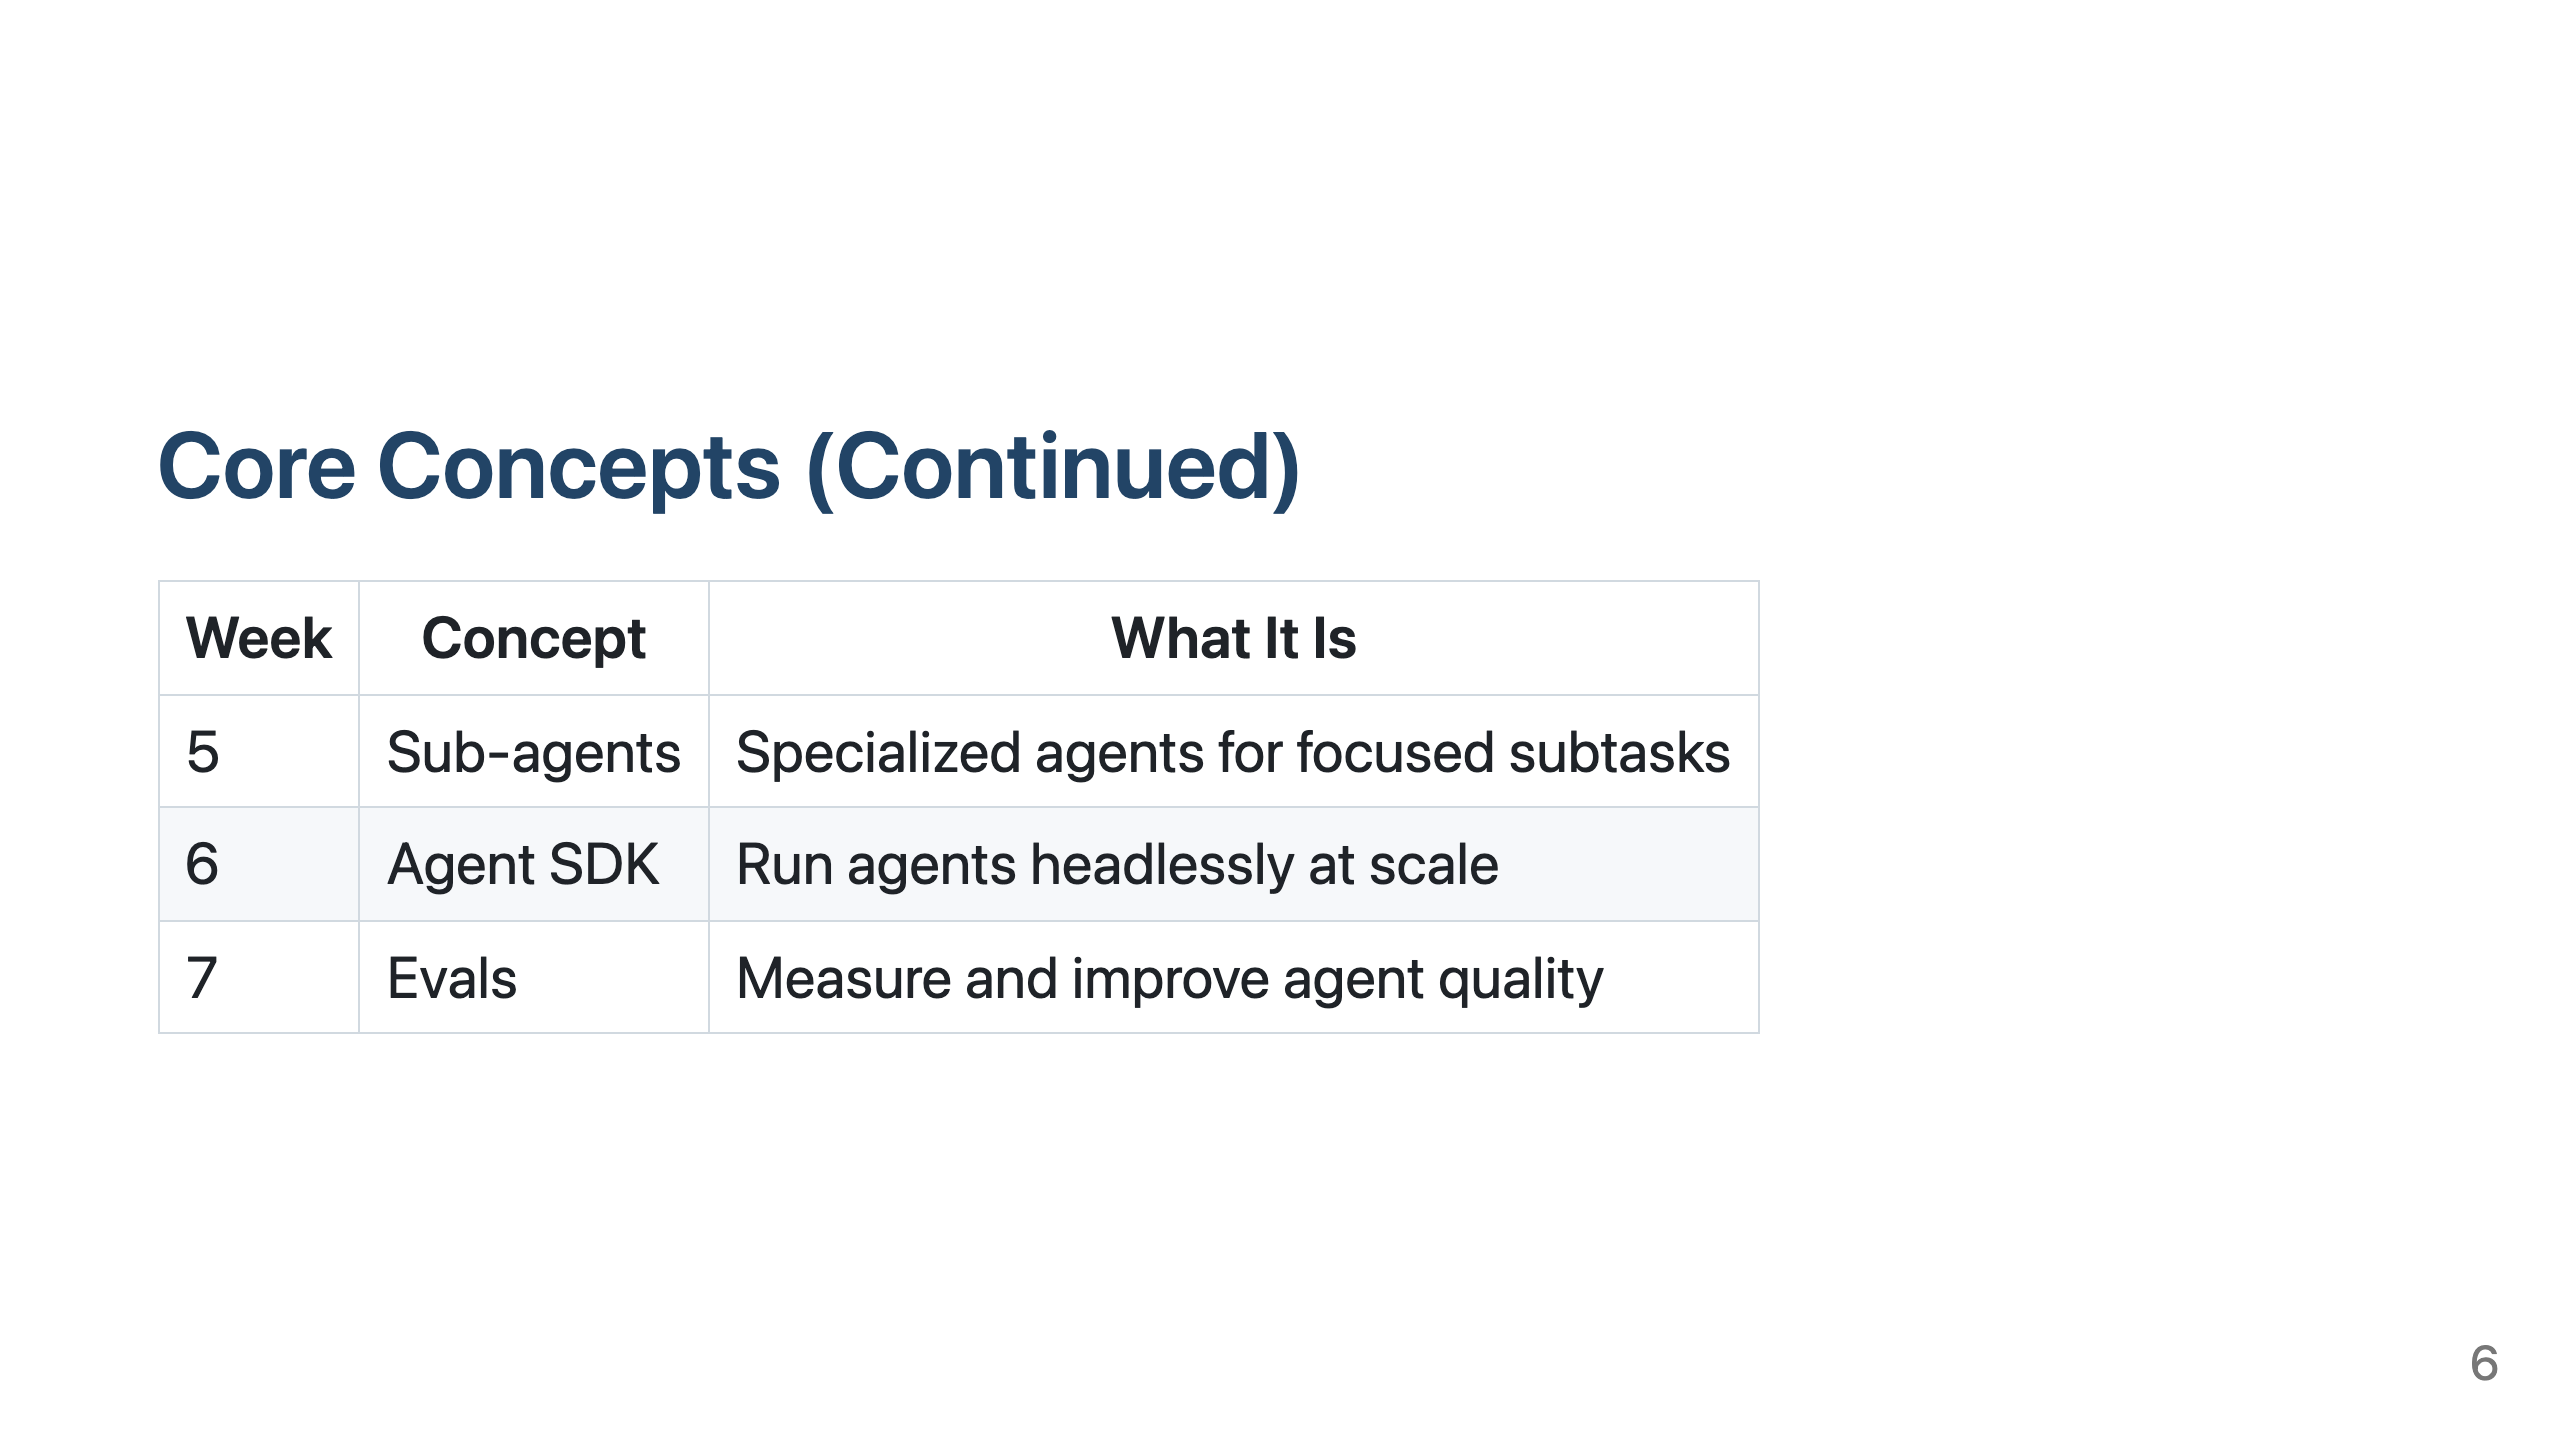 Core Concepts (Continued)
Week Concept What It Is
5 Sub-agents Specialized agents for focused subtasks
6 Agent SDK Run agents headlessly at scale
7 Evals Measure and improve agent quality
6